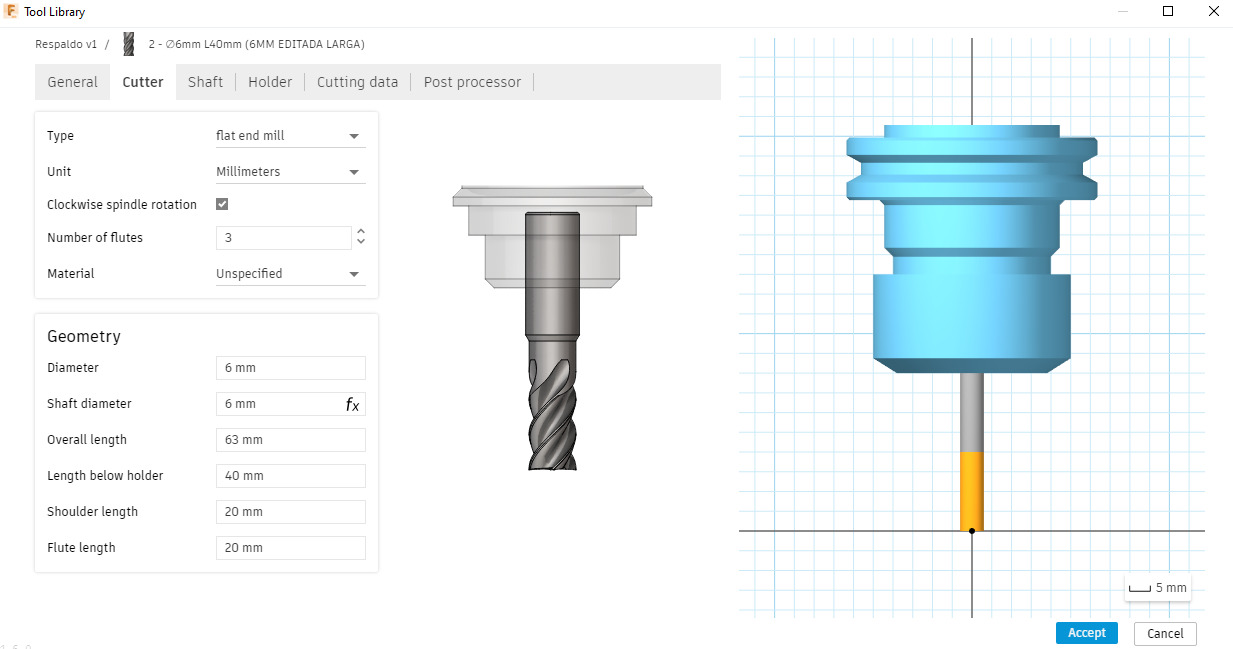 Tool Library
Respaldo v1 / 2 - ∅6mm L40mm (6MM EDITADA LARGA)
General Cutter Shaft Holder Cutting data Post processor
Type flat end mill
Unit Millimeters
Clockwise spindle rotation
Number of flutes 3
Material Unspecified
Geometry
Diameter 6 mm
Shaft diameter 6 mm fx
Overall length 63 mm
Length below holder 40 mm
Shoulder length 20 mm
Flute length 20 mm
5 mm
Accept Cancel